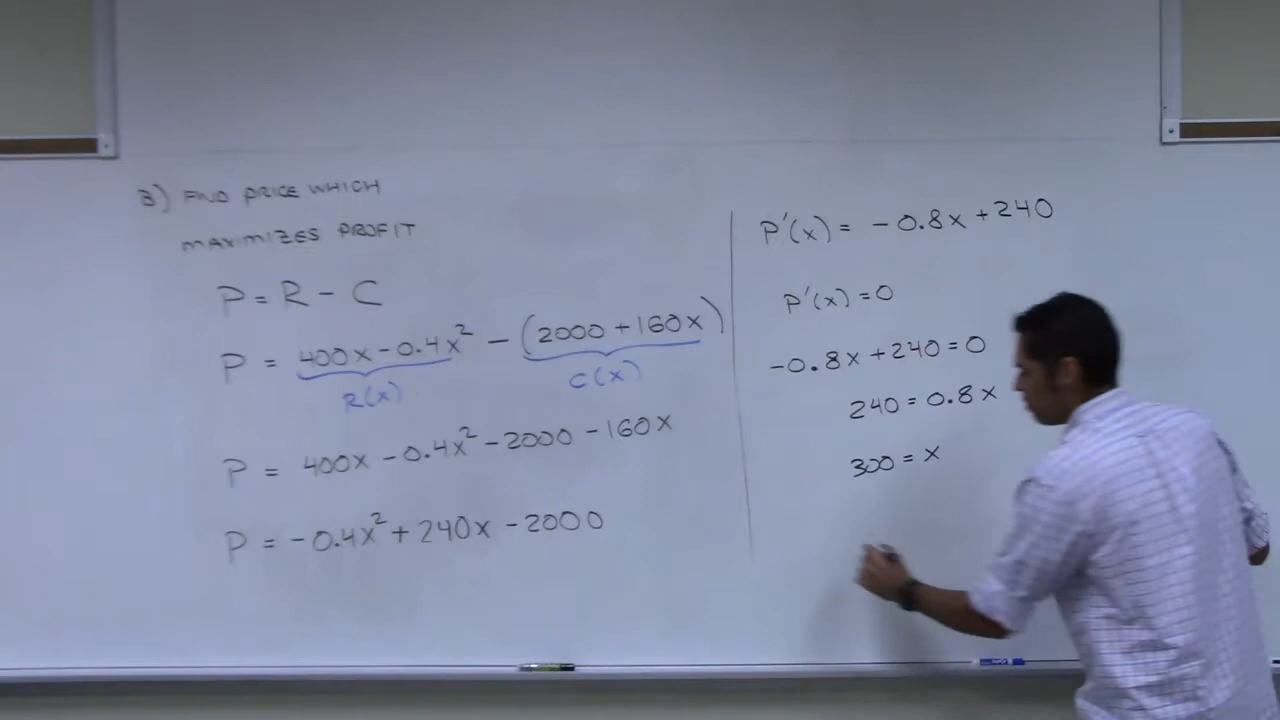 3) FIND PRICE WHICH
MAXIMIZES PROFIT
P = R - C
P = 400x - 0.4x² - (2000 + 160x)
R(x) C(x)
P = 400x - 0.4x² - 2000 - 160x
P = -0.4x² + 240x - 2000
P'(x) = -0.8x + 240
P'(x) = 0
-0.8x + 240 = 0
240 = 0.8x
300 = x